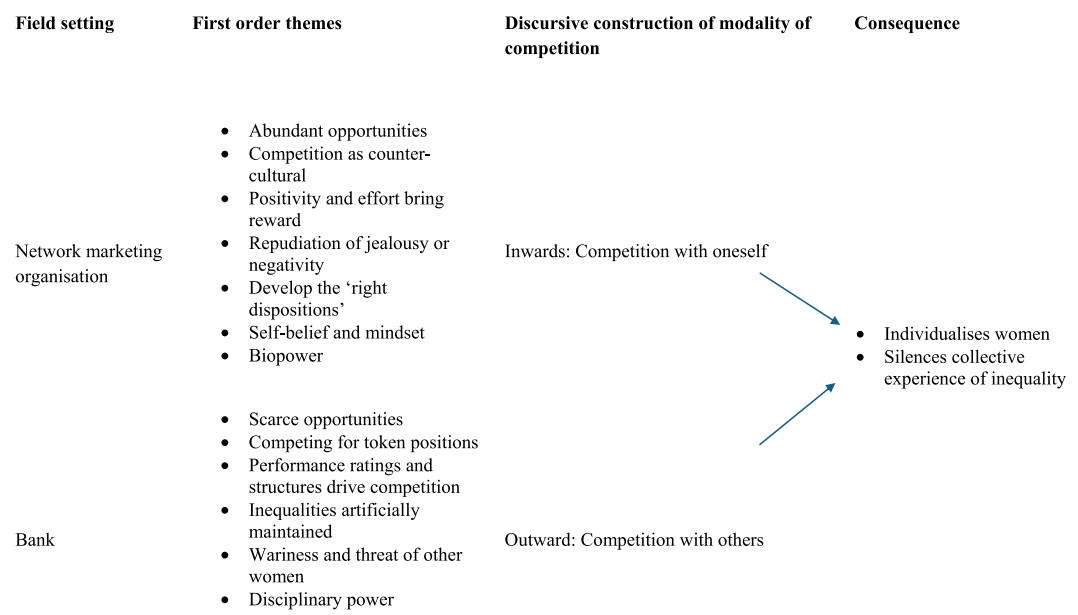 Field setting
First order themes
Discursive construction of modality of
competition
Consequence
Network marketing
organisation
• Abundant opportunities
• Competition as counter-
cultural
• Positivity and effort bring
reward
• Repudiation of jealousy or
negativity
• Develop the ‘right
dispositions’
• Self-belief and mindset
• Biopower
Inwards: Competition with oneself
• Individualises women
• Silences collective
experience of inequality
Bank
• Scarce opportunities
• Competing for token positions
• Performance ratings and
structures drive competition
• Inequalities artificially
maintained
• Wariness and threat of other
women
• Disciplinary power
Outward: Competition with others